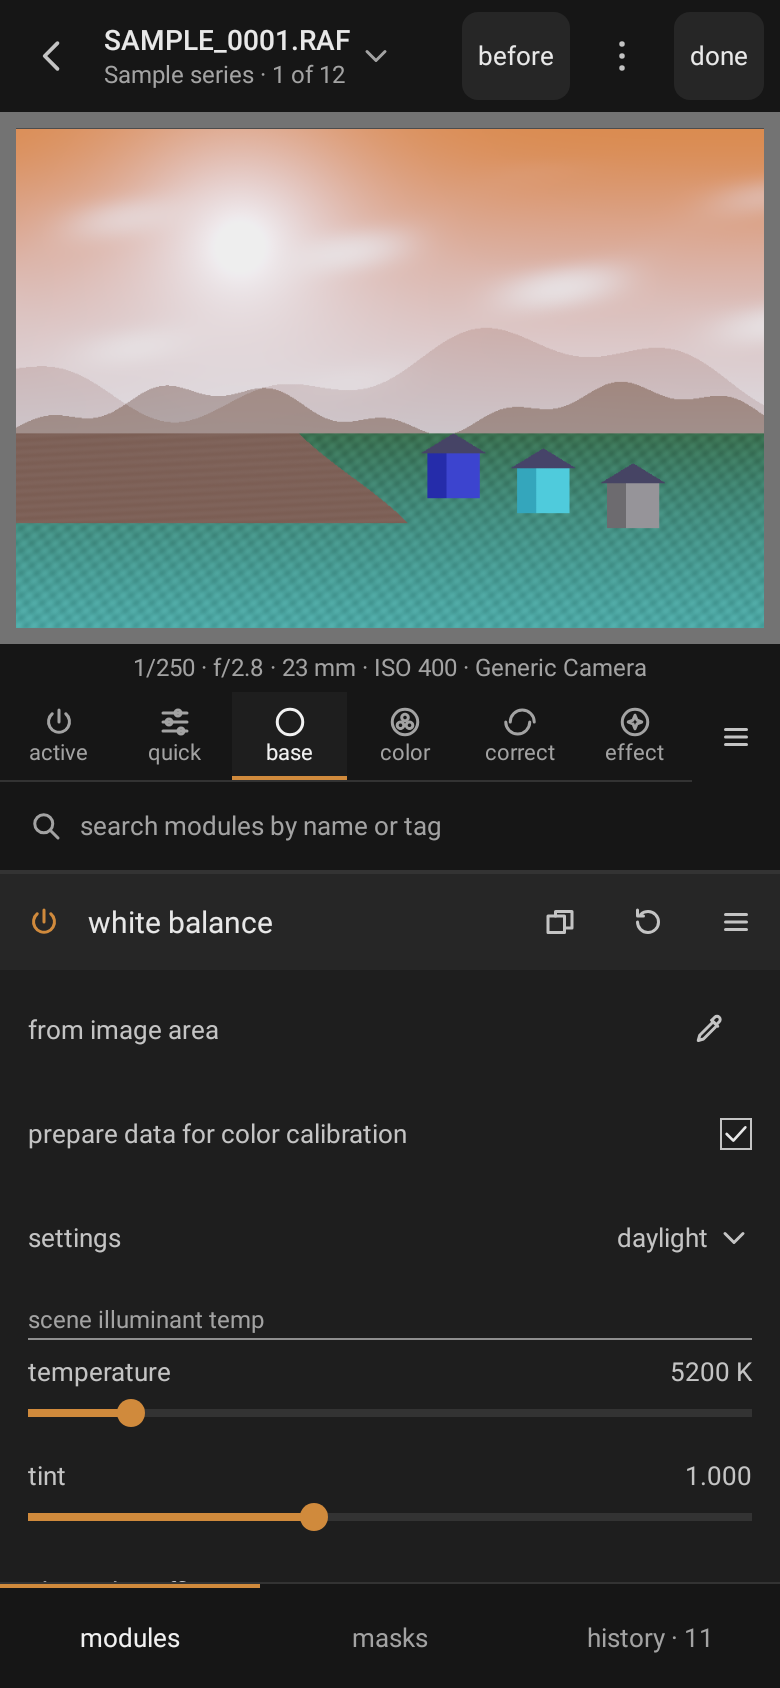 SAMPLE_0001.RAF
Sample series · 1 of 12
before
done
1/250 · f/2.8 · 23 mm · ISO 400 · Generic Camera
active
quick
base
color
correct
effect
search modules by name or tag
white balance
from image area
prepare data for color calibration
settings
daylight
scene illuminant temp
temperature
5200 K
tint
1.000
modules
masks
history · 11